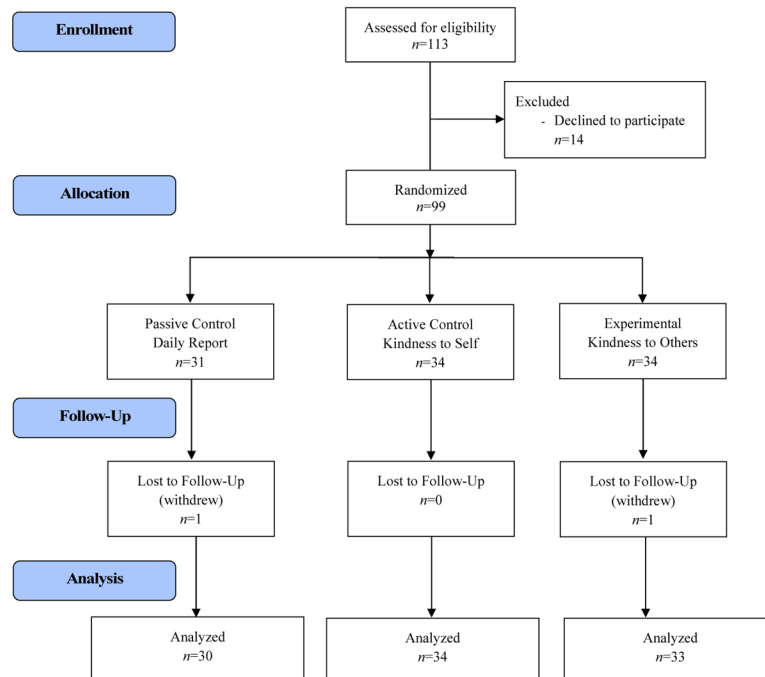 Enrollment
Assessed for eligibility
n=113
Excluded
- Declined to participate
n=14
Allocation
Randomized
n=99
Passive Control
Daily Report
n=31
Active Control
Kindness to Self
n=34
Experimental
Kindness to Others
n=34
Follow-Up
Lost to Follow-Up
(withdrew)
n=1
Lost to Follow-Up
n=0
Lost to Follow-Up
(withdrew)
n=1
Analysis
Analyzed
n=30
Analyzed
n=34
Analyzed
n=33